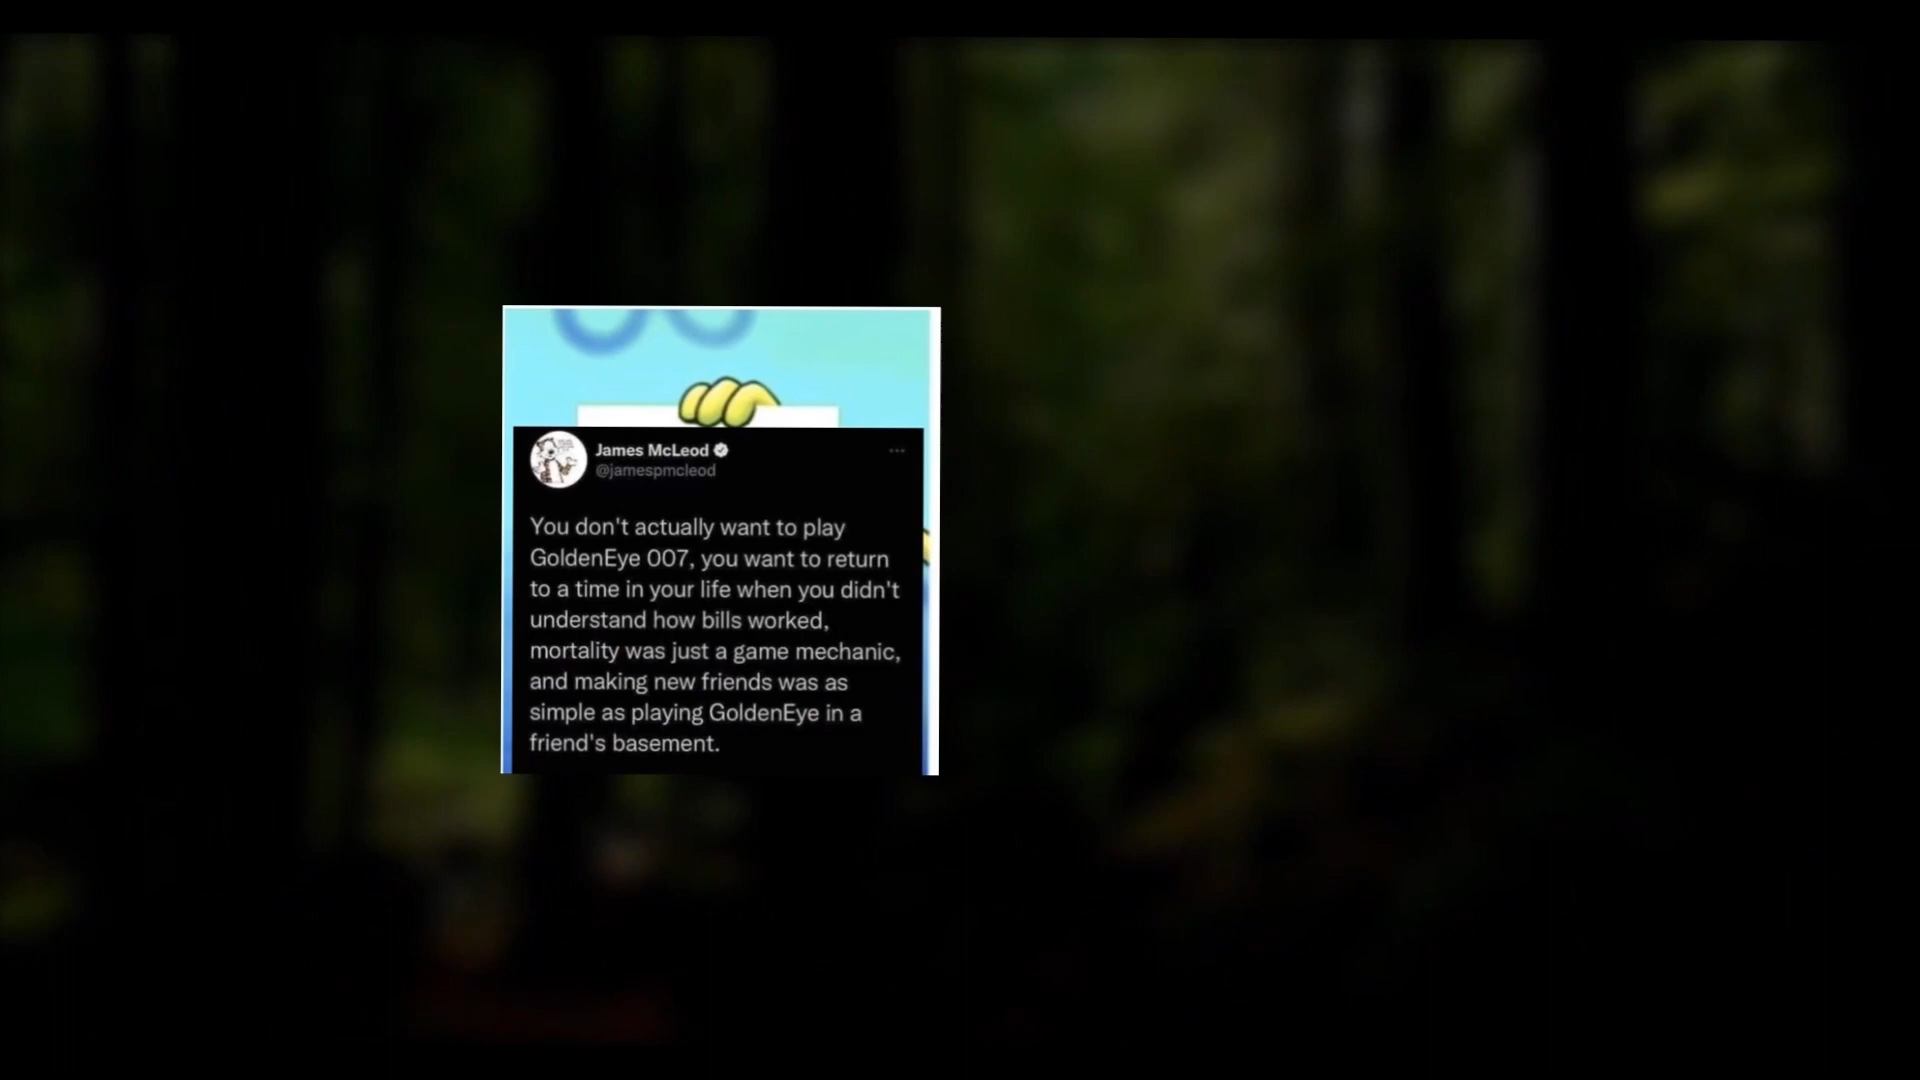 James McLeod
@jamespmcleod
You don't actually want to play
GoldenEye 007, you want to return
to a time in your life when you didn't
understand how bills worked,
mortality was just a game mechanic,
and making new friends was as
simple as playing GoldenEye in a
friend's basement.